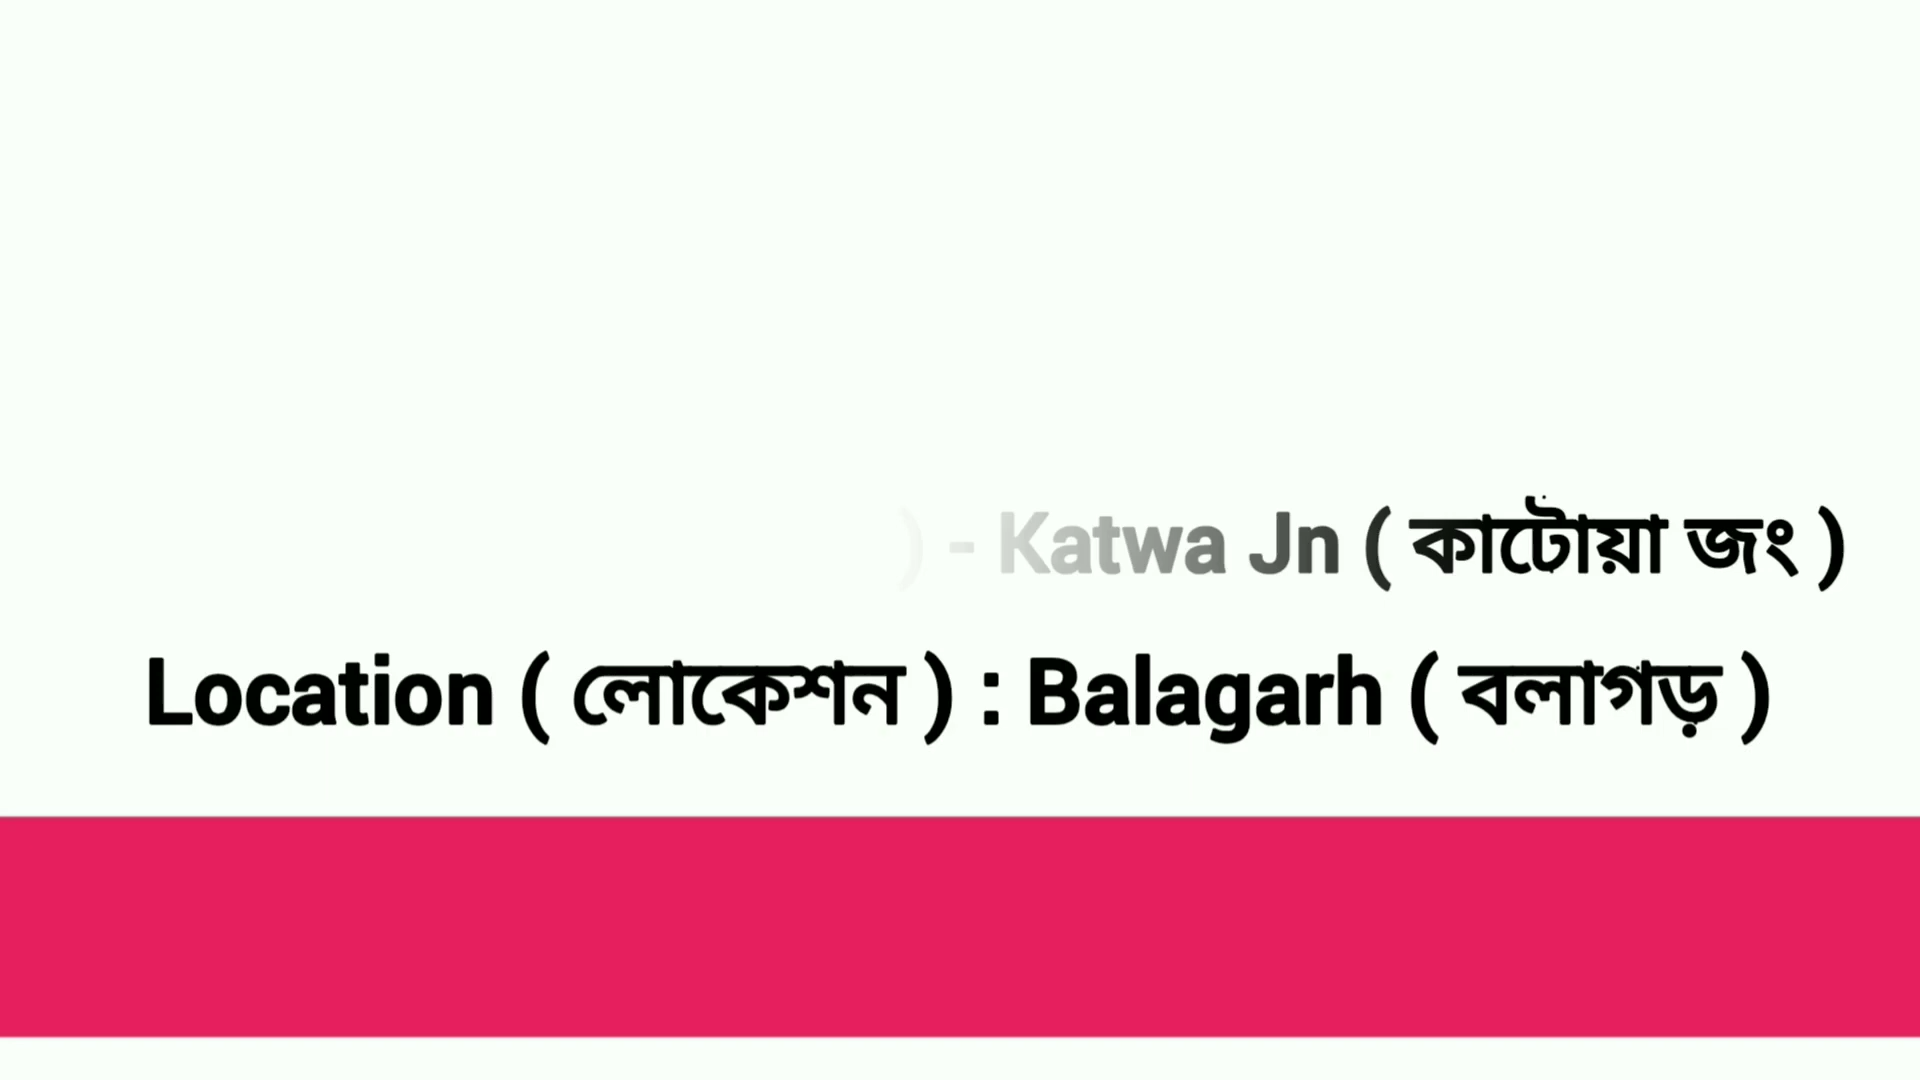 ) - Katwa Jn ( কাটোয়া জং )
Location ( লোকেশন ) : Balagarh ( বলাগড় )